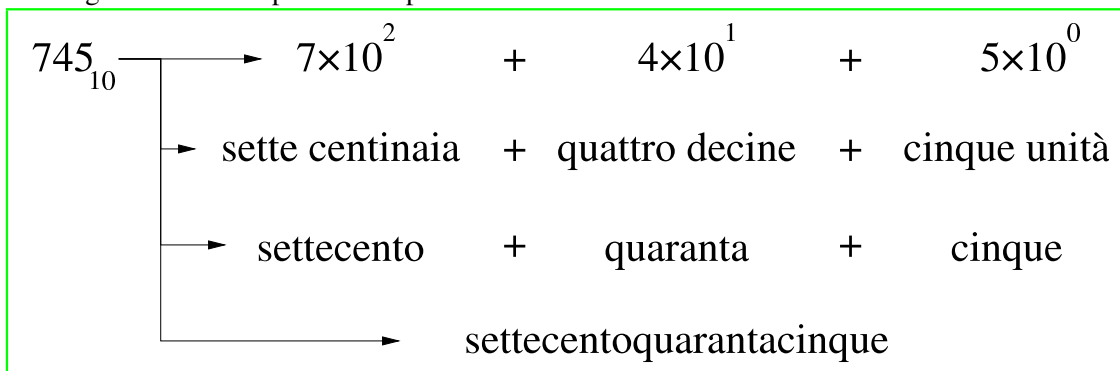 745₁₀ 7×10² + 4×10¹ + 5×10⁰
sette centinaia + quattro decine + cinque unità
settecento + quaranta + cinque
settecentoquarantacinque